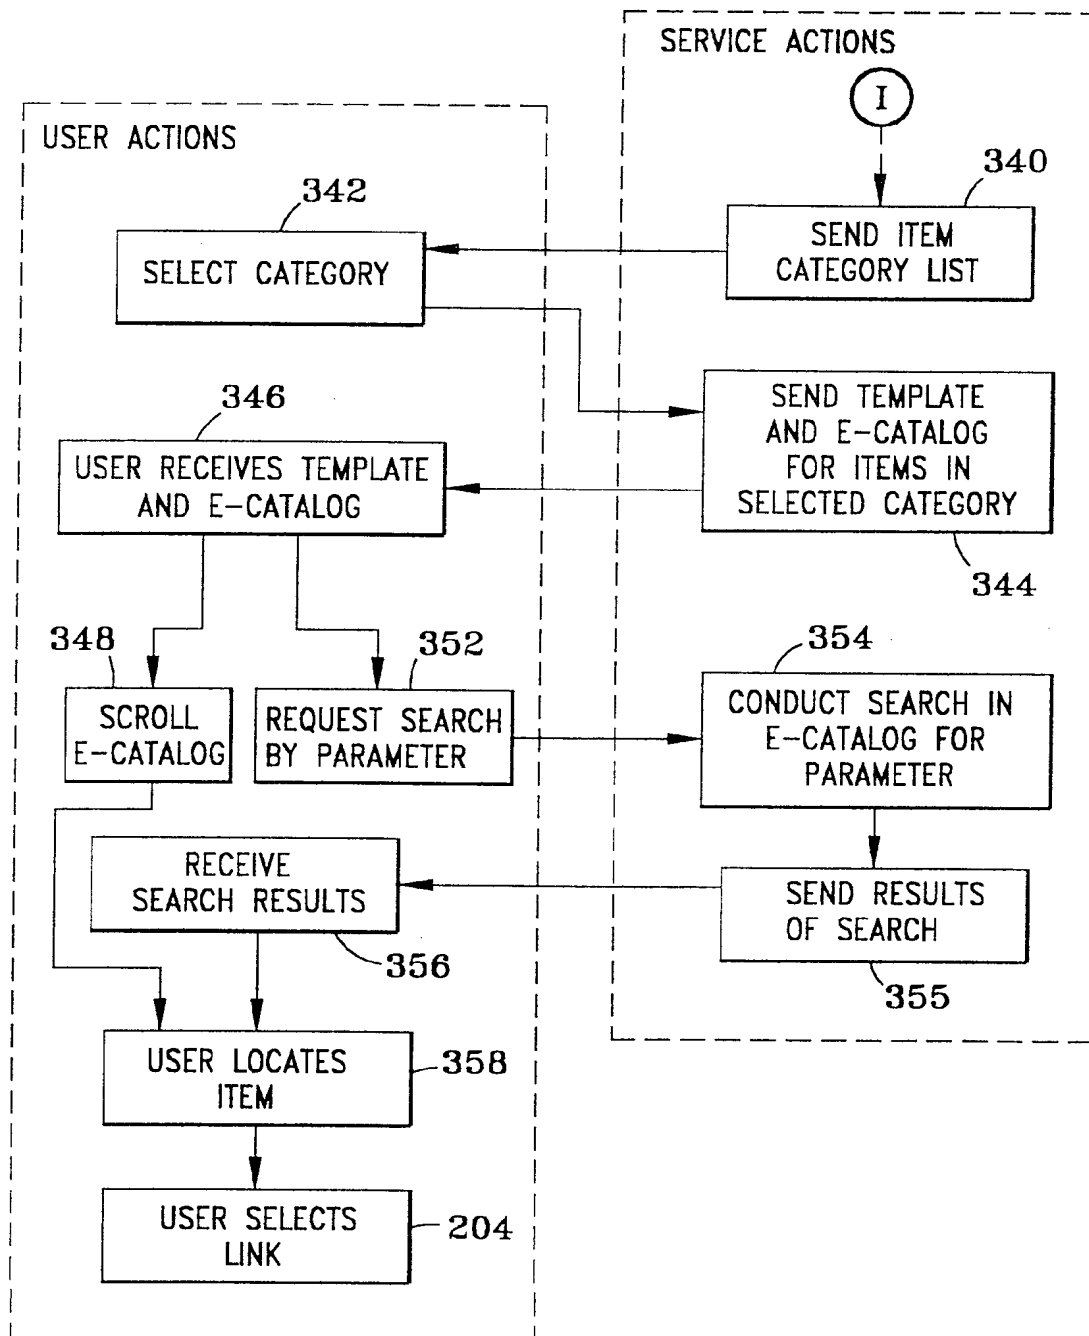 SERVICE ACTIONS
I
USER ACTIONS
340
SEND ITEM
CATEGORY LIST
342
SELECT CATEGORY
SEND TEMPLATE
AND E-CATALOG
FOR ITEMS IN
SELECTED CATEGORY
344
346
USER RECEIVES TEMPLATE
AND E-CATALOG
348
SCROLL
E-CATALOG
352
REQUEST SEARCH
BY PARAMETER
354
CONDUCT SEARCH IN
E-CATALOG FOR
PARAMETER
RECEIVE
SEARCH RESULTS
356
SEND RESULTS
OF SEARCH
355
USER LOCATES
ITEM
358
USER SELECTS
LINK
204